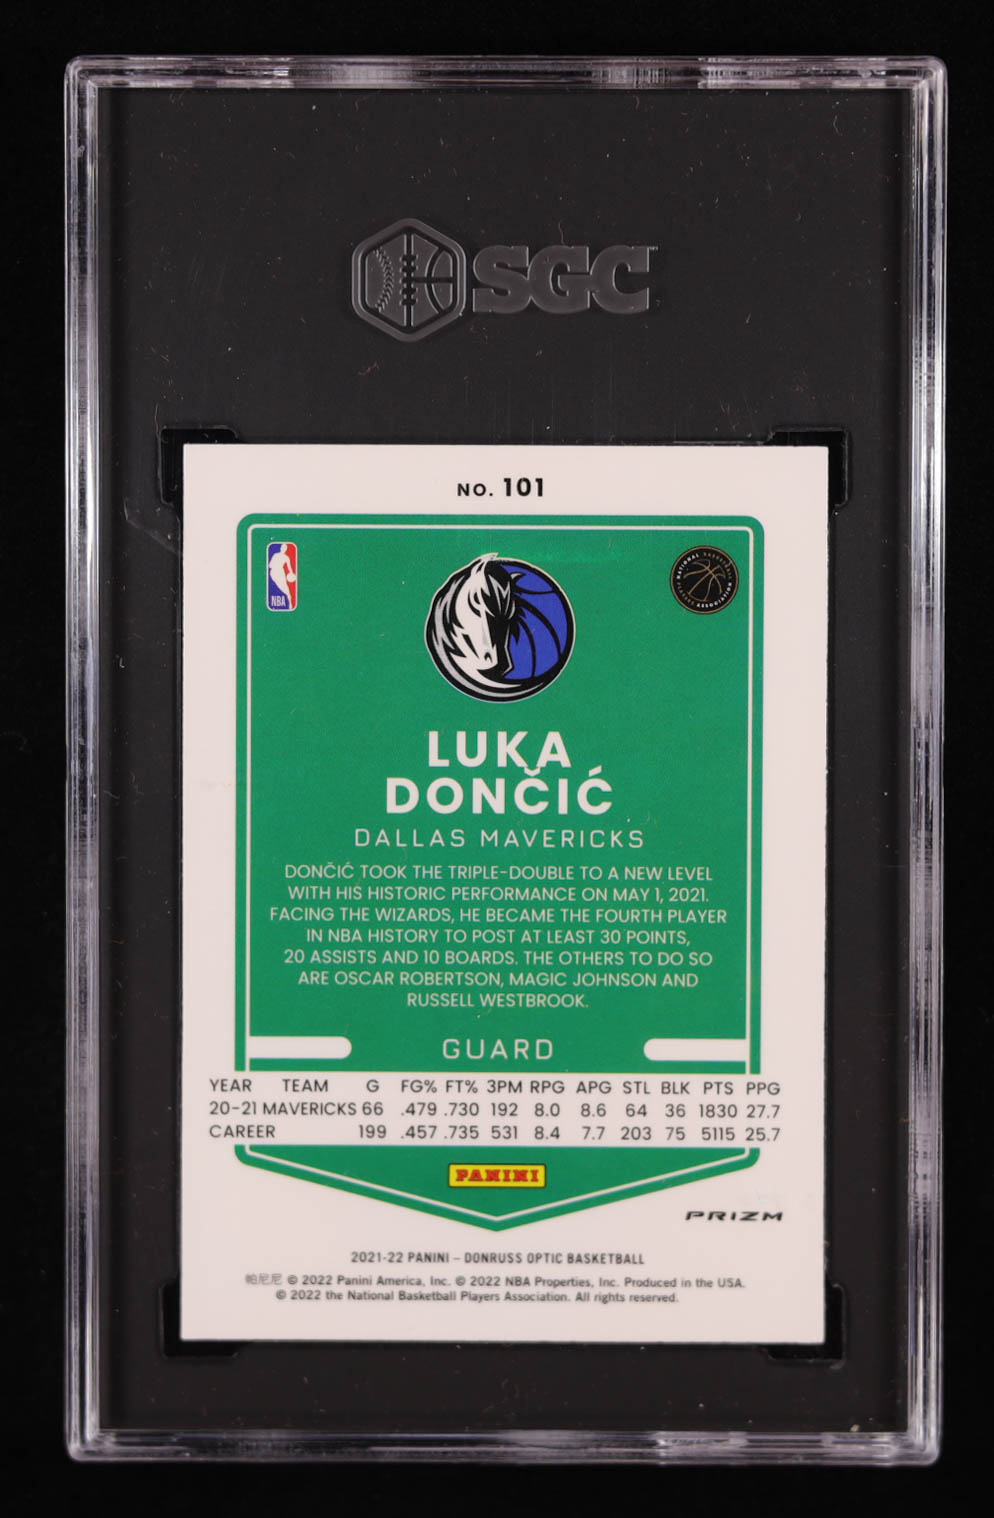 SGC
NO. 101
NBA
NATIONAL BASKETBALL
PLAYERS ASSOCIATION
LUKA
DONČIĆ
DALLAS MAVERICKS
DONČIĆ TOOK THE TRIPLE-DOUBLE TO A NEW LEVEL
WITH HIS HISTORIC PERFORMANCE ON MAY 1, 2021.
FACING THE WIZARDS, HE BECAME THE FOURTH PLAYER
IN NBA HISTORY TO POST AT LEAST 30 POINTS,
20 ASSISTS AND 10 BOARDS. THE OTHERS TO DO SO
ARE OSCAR ROBERTSON, MAGIC JOHNSON AND
RUSSELL WESTBROOK.
GUARD
YEAR TEAM G FG% FT% 3PM RPG APG STL BLK PTS PPG
20-21 MAVERICKS 66 .479 .730 192 8.0 8.6 64 36 1830 27.7
CAREER 199 .457 .735 531 8.4 7.7 203 75 5115 25.7
PANINI
PRIZM
2021-22 PANINI – DONRUSS OPTIC BASKETBALL
帕尼尼 © 2022 Panini America, Inc. © 2022 NBA Properties, Inc. Produced in the USA.
© 2022 the National Basketball Players Association. All rights reserved.